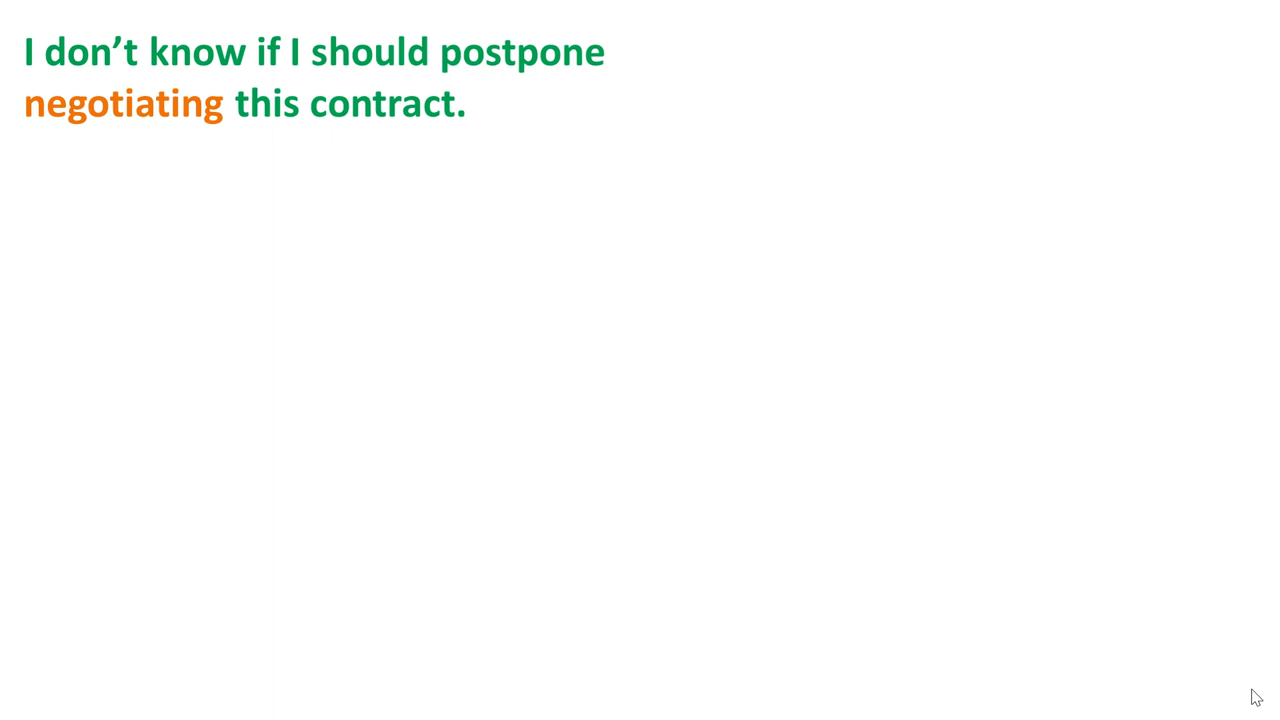 I don’t know if I should postpone
negotiating this contract.